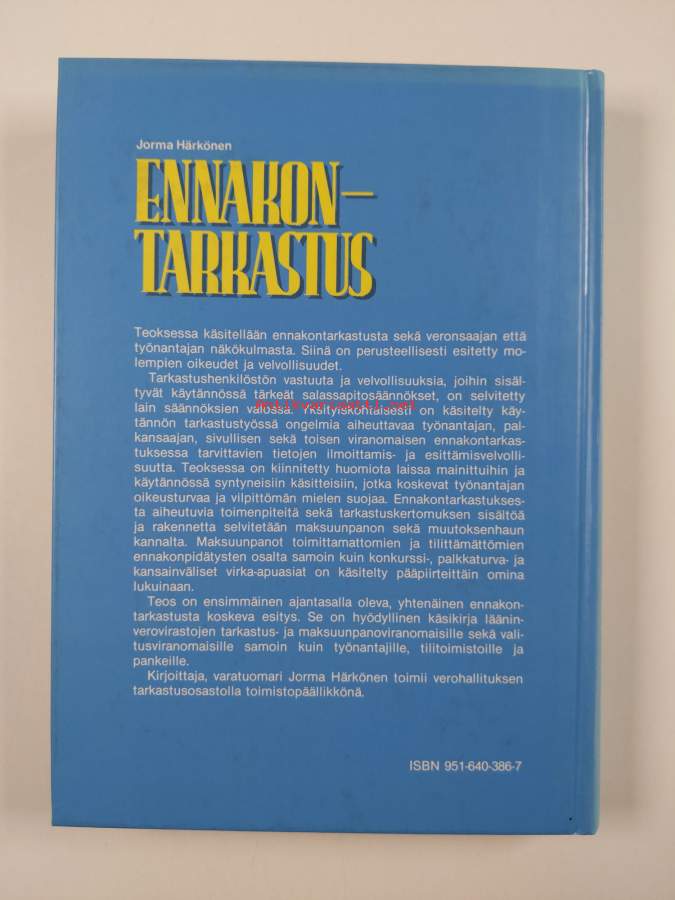 Jorma Härkönen
ENNAKON-
TARKASTUS
Teoksessa käsitellään ennakontarkastusta sekä veronsaajan että
työnantajan näkökulmasta. Siinä on perusteellisesti esitetty mo-
lempien oikeudet ja velvollisuudet.
Tarkastushenkilöstön vastuuta ja velvollisuuksia, joihin sisäl-
tyvät käytännössä tärkeät salassapitosäännökset, on selvitetty
lain säännöksien valossa. Yksityiskohtaisesti on käsitelty käy-
tännön tarkastustyössä ongelmia aiheuttavaa työnantajan, pal-
kansaajan, sivullisen sekä toisen viranomaisen ennakontarkas-
tuksessa tarvittavien tietojen ilmoittamis- ja esittämisvelvolli-
suutta. Teoksessa on kiinnitetty huomiota laissa mainittuihin ja
käytännössä syntyneisiin käsitteisiin, jotka koskevat työnantajan
oikeusturvaa ja vilpittömän mielen suojaa. Ennakontarkastukses-
ta aiheutuvia toimenpiteitä sekä tarkastuskertomuksen sisältöä
ja rakennetta selvitetään maksuunpanon sekä muutoksenhaun
kannalta. Maksuunpanot toimittamattomien ja tilittämättömien
ennakonpidätysten osalta samoin kuin konkurssi-, palkkaturva- ja
kansainväliset virka-apuasiat on käsitelty pääpiirteittäin omina
lukuinaan.
Teos on ensimmäinen ajantasalla oleva, yhtenäinen ennakon-
tarkastusta koskeva esitys. Se on hyödyllinen käsikirja läänin-
verovirastojen tarkastus- ja maksuunpanoviranomaisille sekä vali-
tusviranomaisille samoin kuin työnantajille, tilitoimistoille ja
pankeille.
Kirjoittaja, varatuomari Jorma Härkönen toimii verohallituksen
tarkastusosastolla toimistopäällikkönä.
ISBN 951-640-386-7